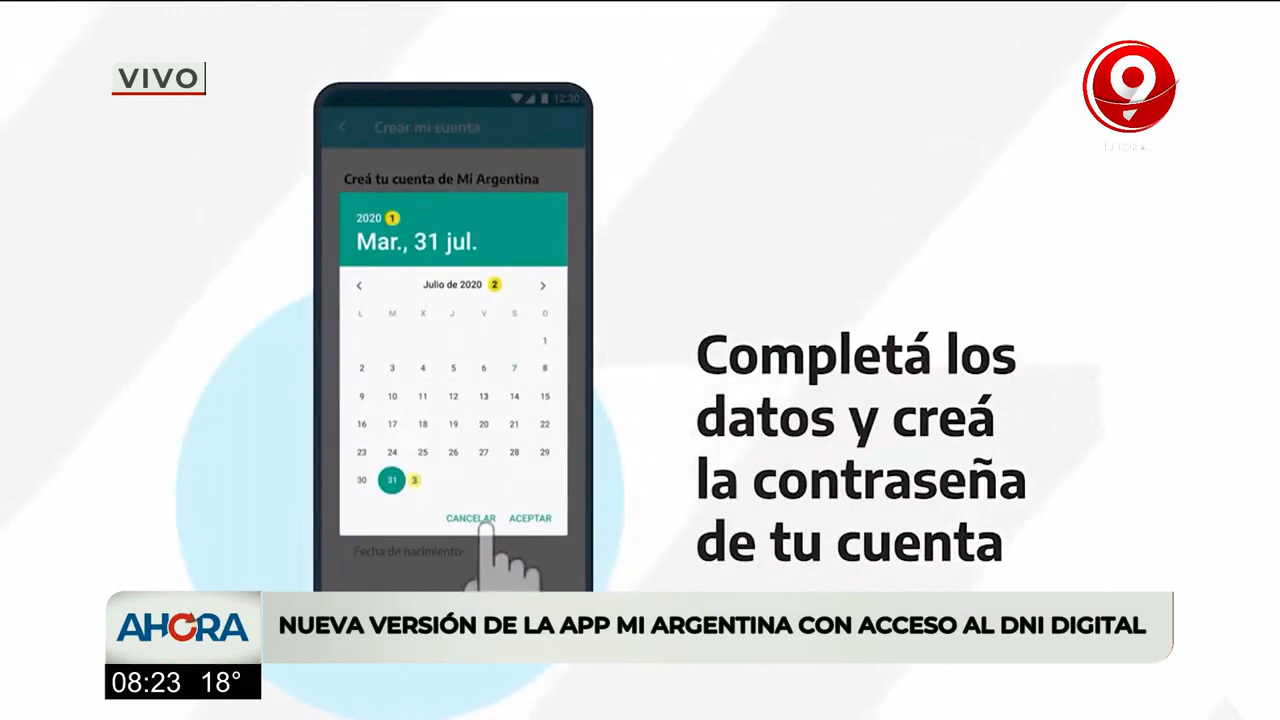 VIVO
9
12:30
Crear mi cuenta
Creá tu cuenta de Mi Argentina
2020 1
Mar., 31 jul.
Julio de 2020 2
L M X J V S D
1
2 3 4 5 6 7 8
9 10 11 12 13 14 15
16 17 18 19 20 21 22
23 24 25 26 27 28 29
30 31 3
CANCELAR ACEPTAR
Fecha de nacimiento
Completá los
datos y creá
la contraseña
de tu cuenta
AHORA
NUEVA VERSIÓN DE LA APP MI ARGENTINA CON ACCESO AL DNI DIGITAL
08:23 18°